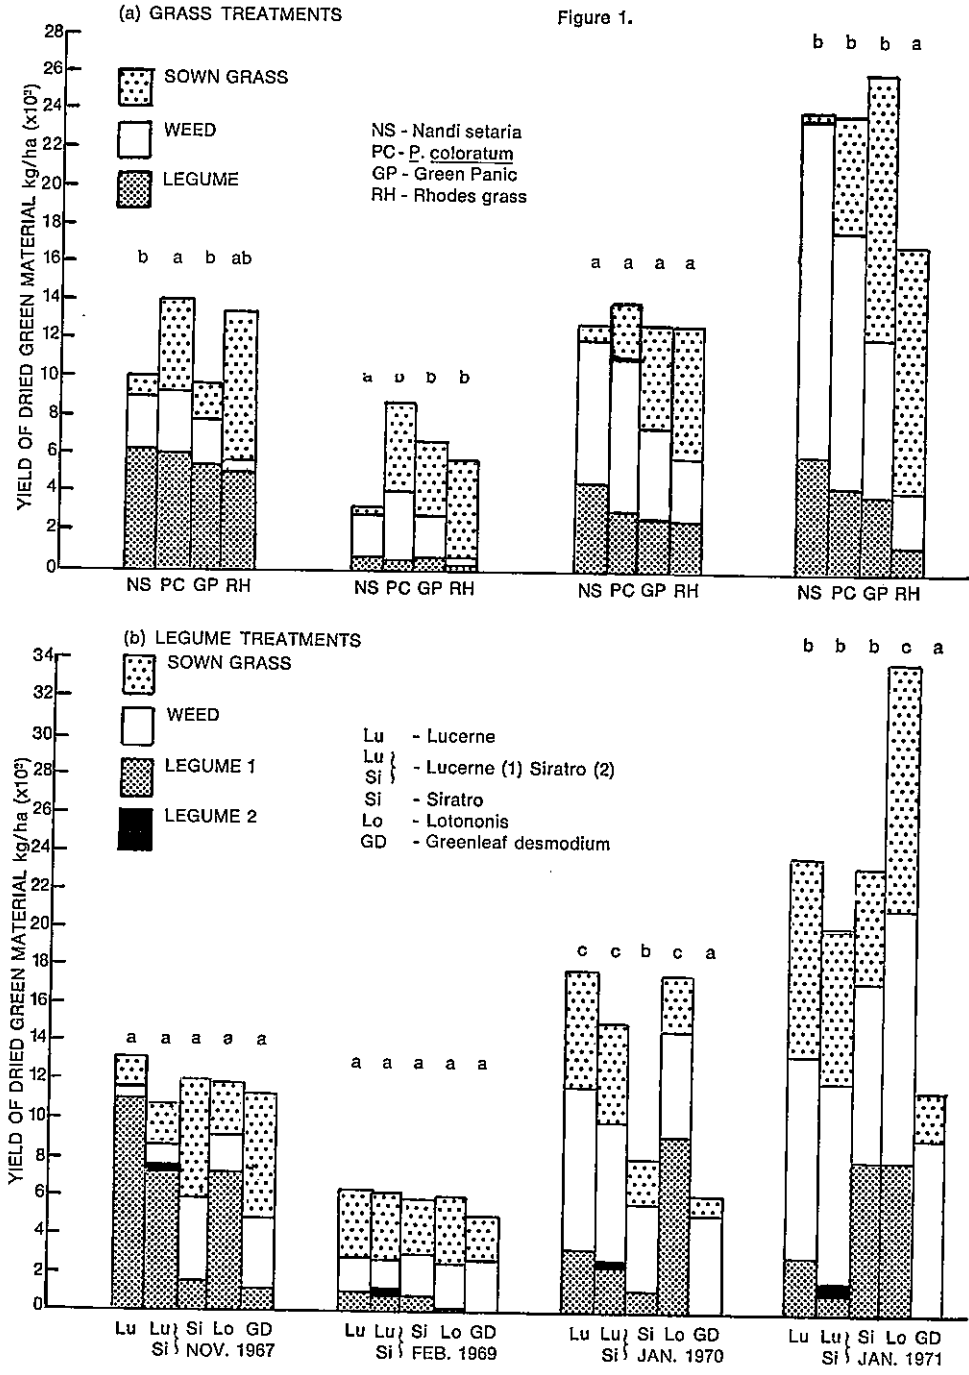 (a) GRASS TREATMENTS
Figure 1.
28
26
24
22
20
18
16
14
12
10
8
6
4
2
0
YIELD OF DRIED GREEN MATERIAL kg/ha (x10²)
SOWN GRASS
WEED
LEGUME
NS - Nandi setaria
PC - P. coloratum
GP - Green Panic
RH - Rhodes grass
b a b ab
a b b
a a a a
b b b a
NS PC GP RH
NS PC GP RH
NS PC GP RH
NS PC GP RH
(b) LEGUME TREATMENTS
34
32
30
28
26
24
22
20
18
16
14
12
10
8
6
4
2
0
YIELD OF DRIED GREEN MATERIAL kg/ha (x10²)
SOWN GRASS
WEED
LEGUME 1
LEGUME 2
Lu - Lucerne
Lu
Si } - Lucerne (1) Siratro (2)
Si - Siratro
Lo - Lotononis
GD - Greenleaf desmodium
a a a a a
a a a a a
c c b c a
b b b c a
Lu Lu Si Lo GD
Si } NOV. 1967
Lu Lu Si Lo GD
Si } FEB. 1969
Lu Lu Si Lo GD
Si } JAN. 1970
Lu Lu Si Lo GD
Si } JAN. 1971